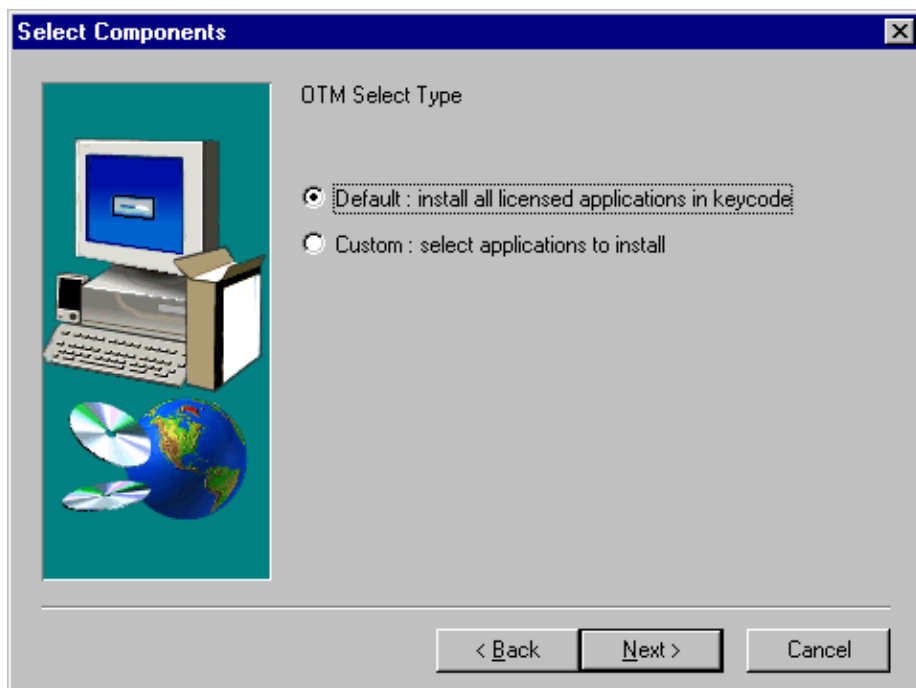 Select Components
OTM Select Type
Default : install all licensed applications in keycode
Custom : select applications to install
< Back
Next >
Cancel